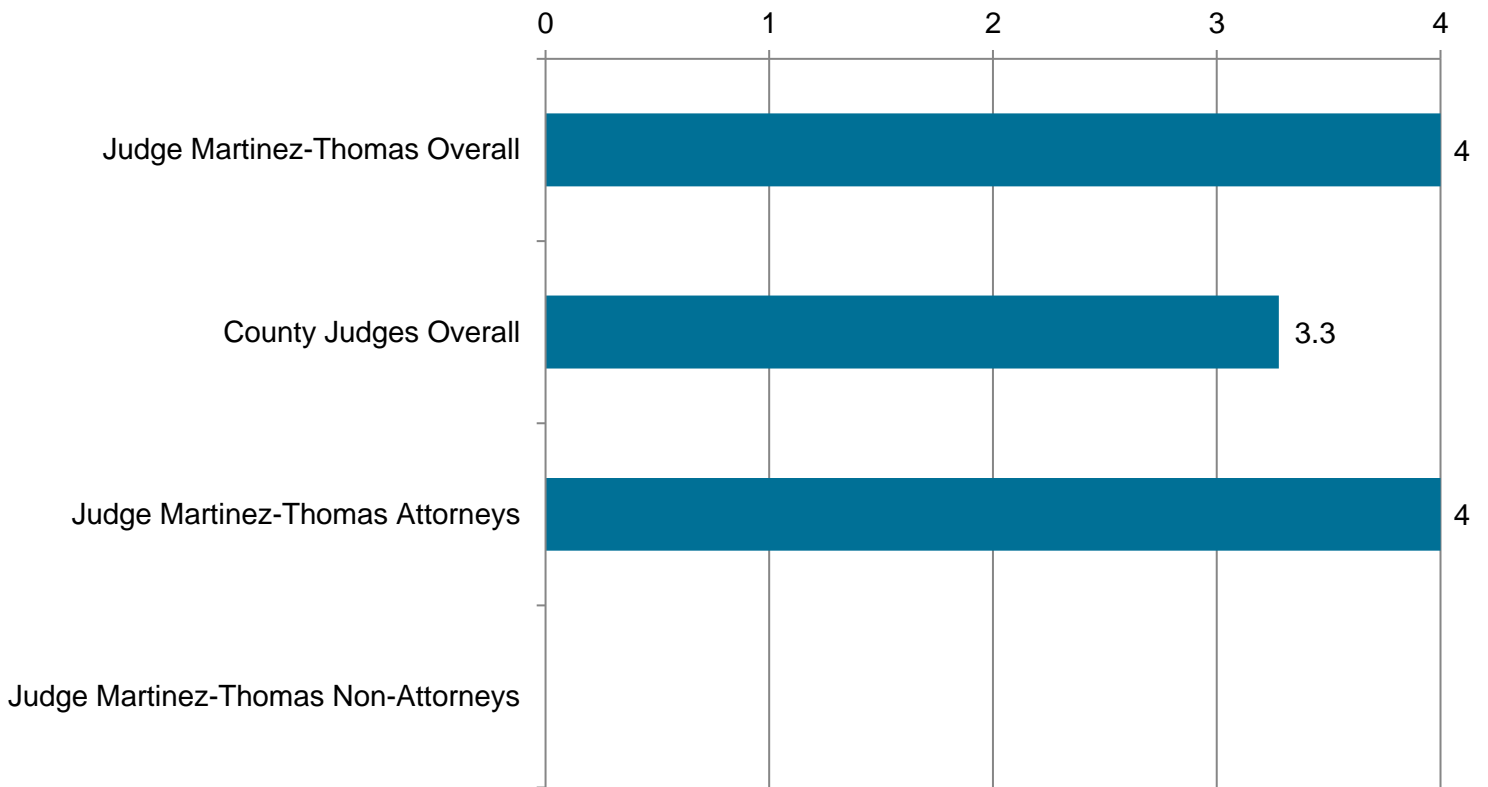 0 1 2 3 4
Judge Martinez-Thomas Overall 4
County Judges Overall 3.3
Judge Martinez-Thomas Attorneys 4
Judge Martinez-Thomas Non-Attorneys